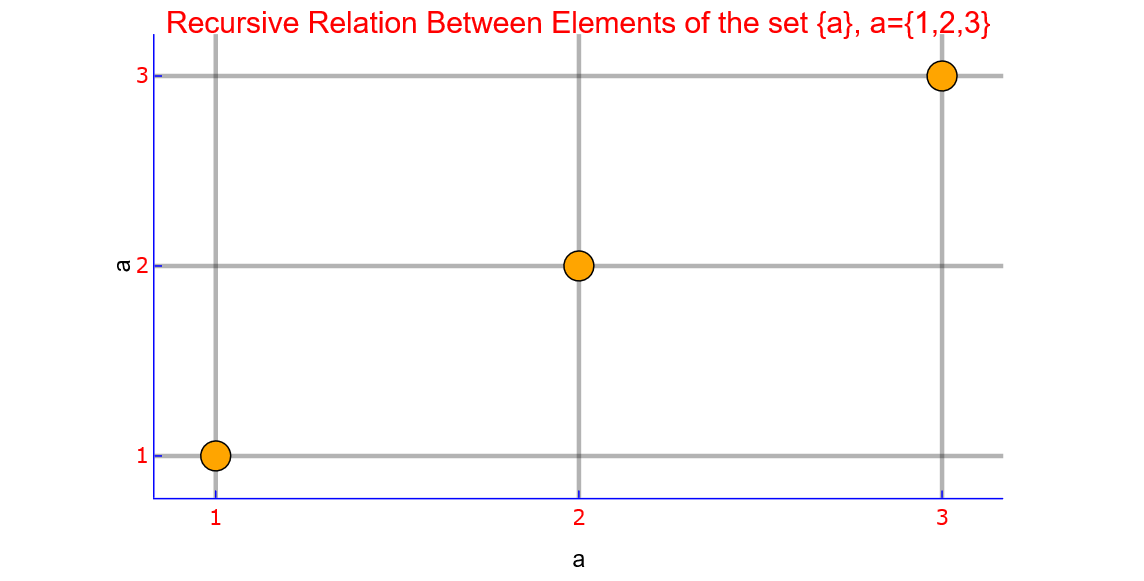 Recursive Relation Between Elements of the set {a}, a={1,2,3}
3
a 2
1
1 2 3
a